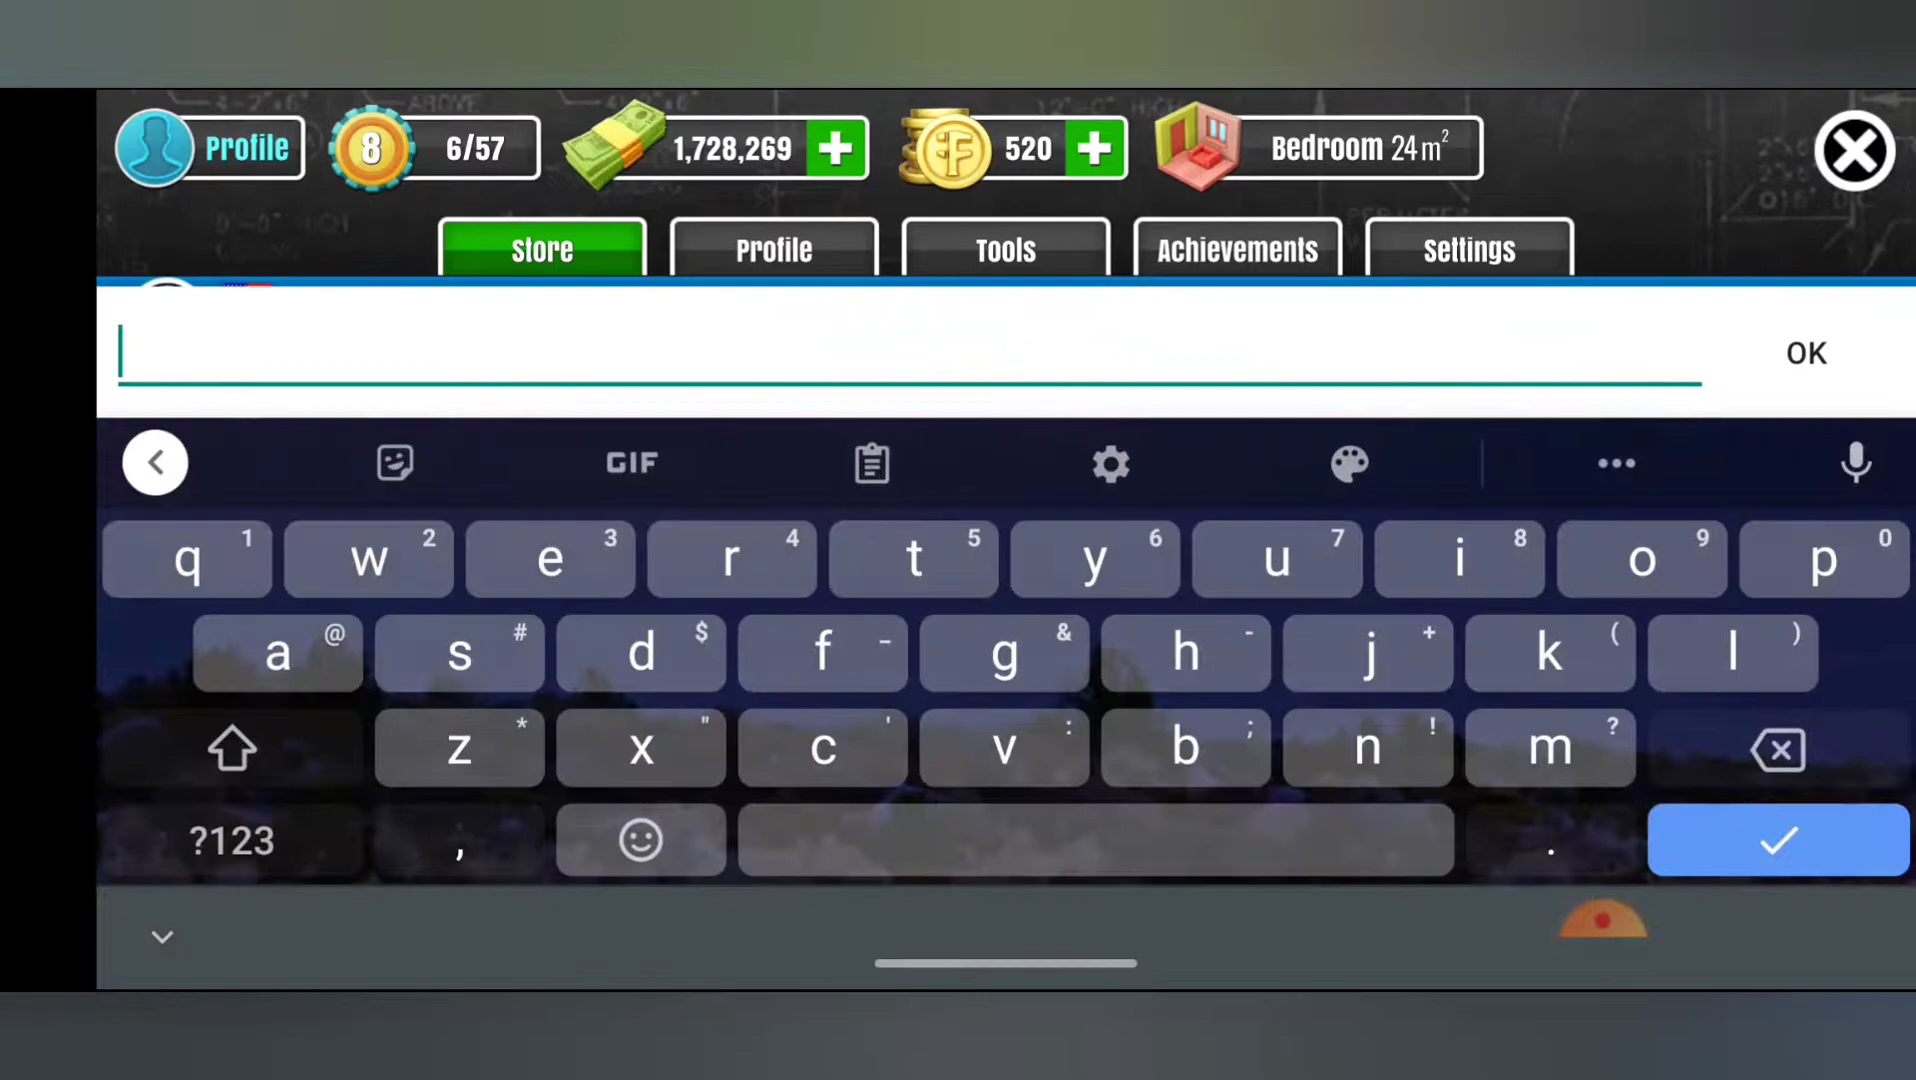 Profile 8 6/57 1,728,269 520 Bedroom 24m²
Store Profile Tools Achievements Settings
OK
GIF
q 1 w 2 e 3 r 4 t 5 y 6 u 7 i 8 o 9 p 0
a @ s # d $ f _ g & h - j + k ( l )
z * x " c ' v : b ; n ! m ?
?123 , .